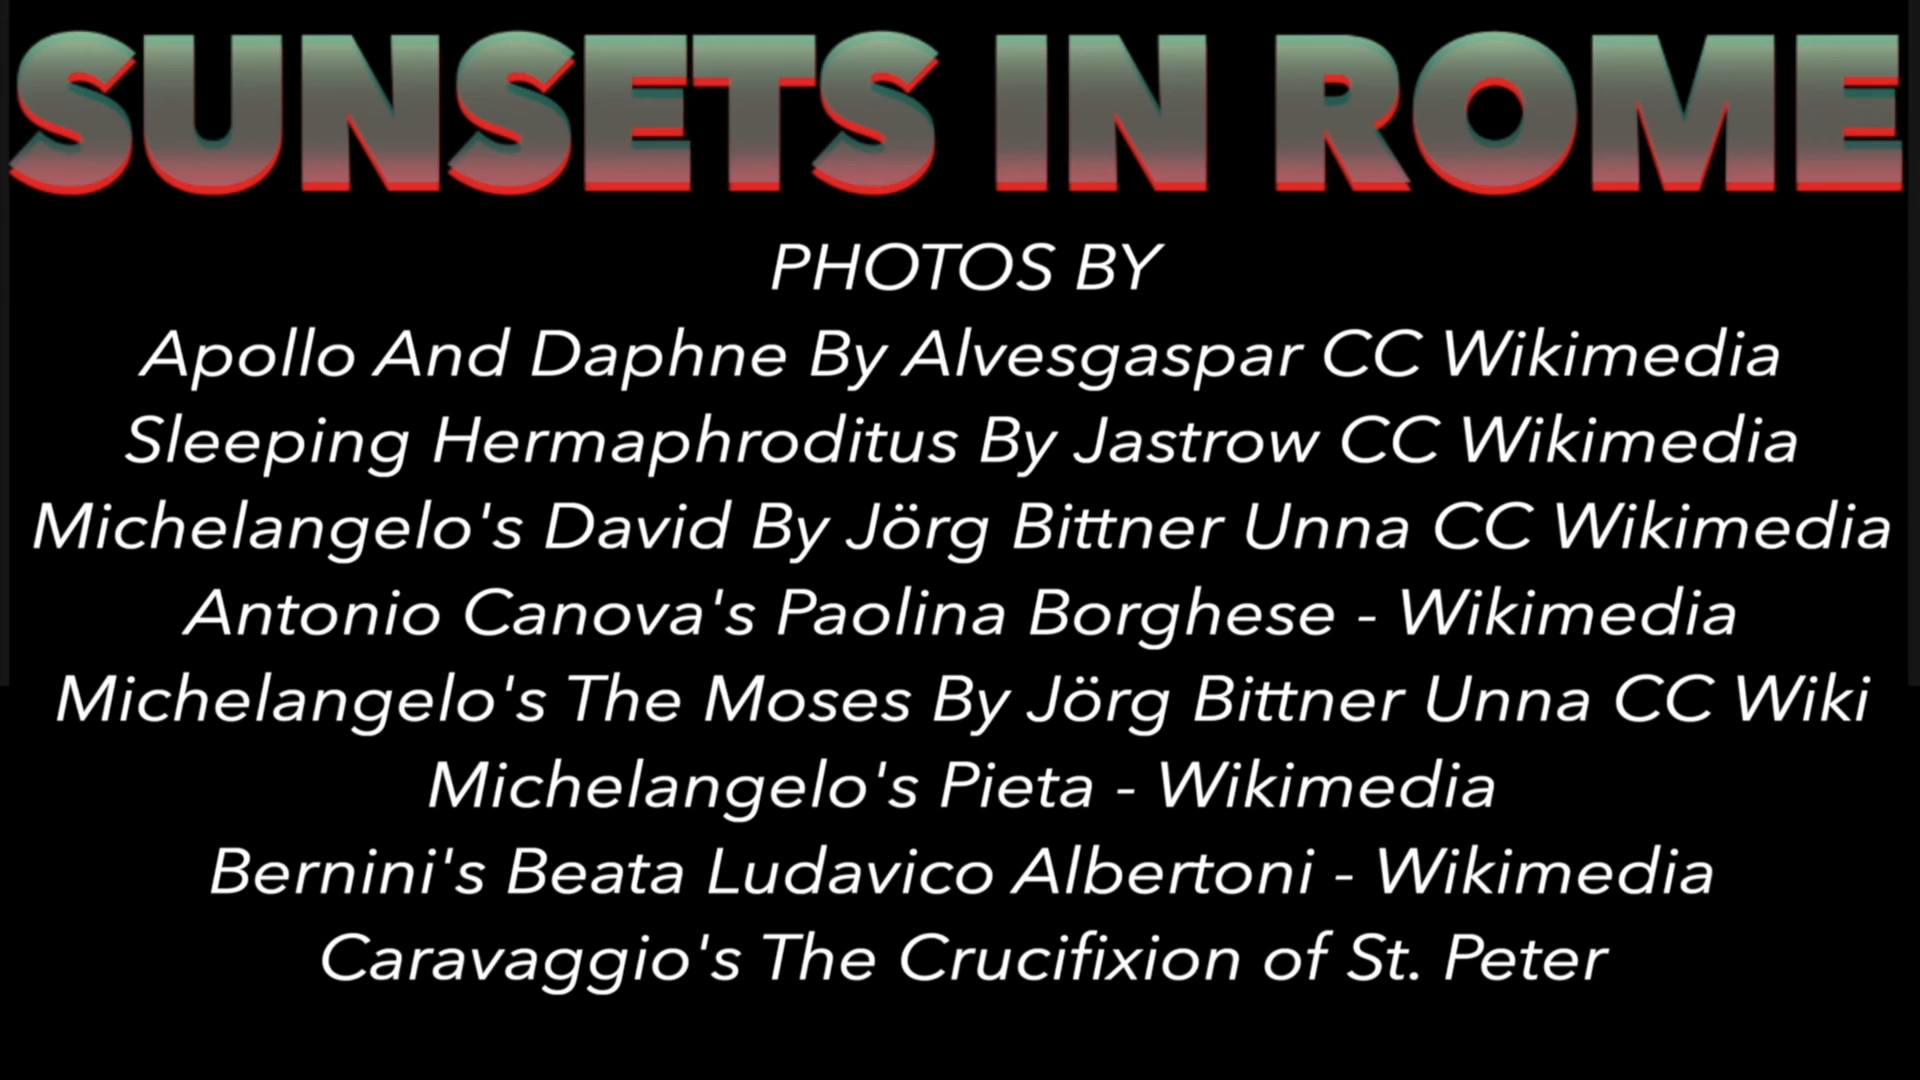 SUNSETS IN ROME
PHOTOS BY
Apollo And Daphne By Alvesgaspar CC Wikimedia
Sleeping Hermaphroditus By Jastrow CC Wikimedia
Michelangelo's David By Jörg Bittner Unna CC Wikimedia
Antonio Canova's Paolina Borghese - Wikimedia
Michelangelo's The Moses By Jörg Bittner Unna CC Wiki
Michelangelo's Pieta - Wikimedia
Bernini's Beata Ludavico Albertoni - Wikimedia
Caravaggio's The Crucifixion of St. Peter